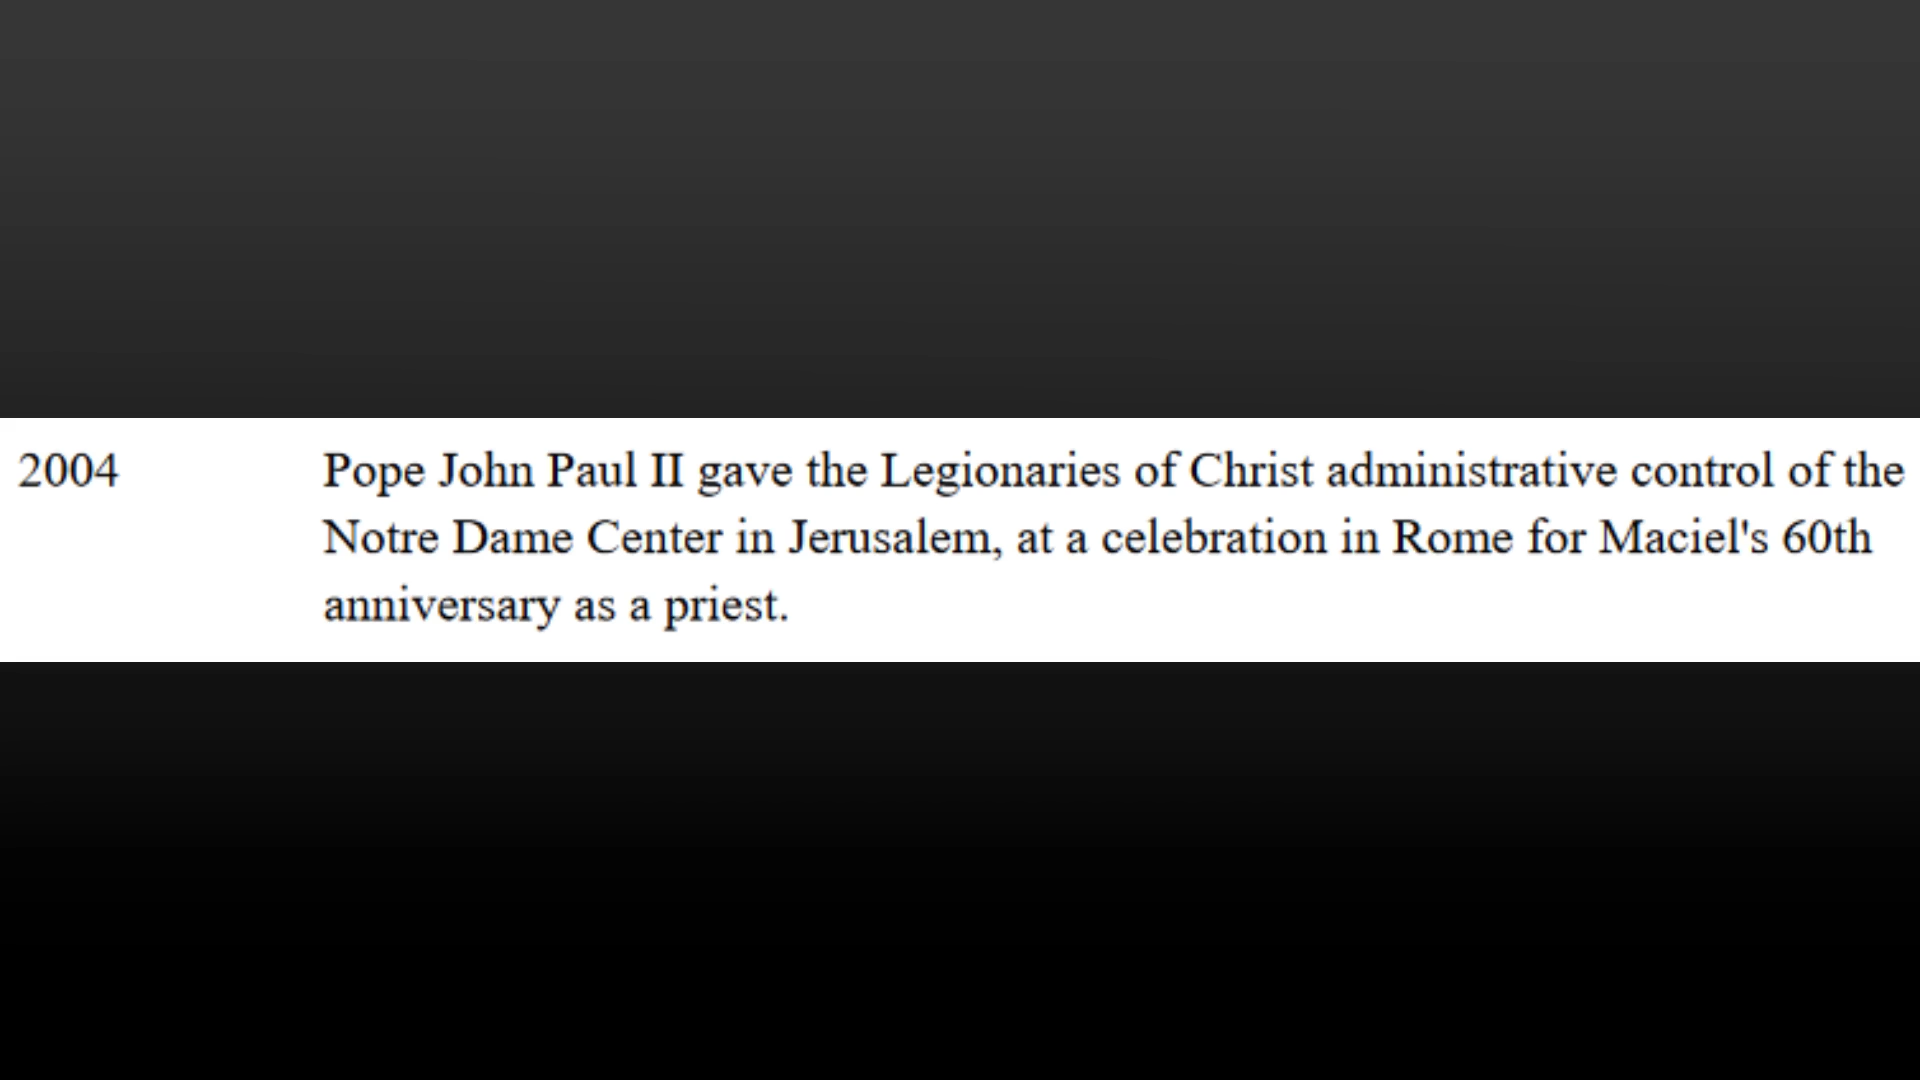 2004 Pope John Paul II gave the Legionaries of Christ administrative control of the
Notre Dame Center in Jerusalem, at a celebration in Rome for Maciel's 60th
anniversary as a priest.